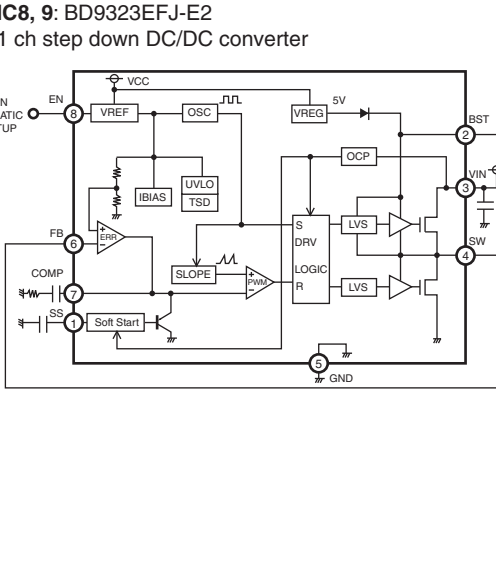 IC8, 9: BD9323EFJ-E2
1 ch step down DC/DC converter
VCC
EN
8
VREF
OSC
VREG
5V
BST
2
OCP
VIN
3
UVLO
TSD
IBIAS
FB
6
+
ERR
−
S
DRV
LOGIC
R
LVS
SW
4
COMP
7
SLOPE
+
PWM
−
LVS
SS
1
Soft Start
5
GND